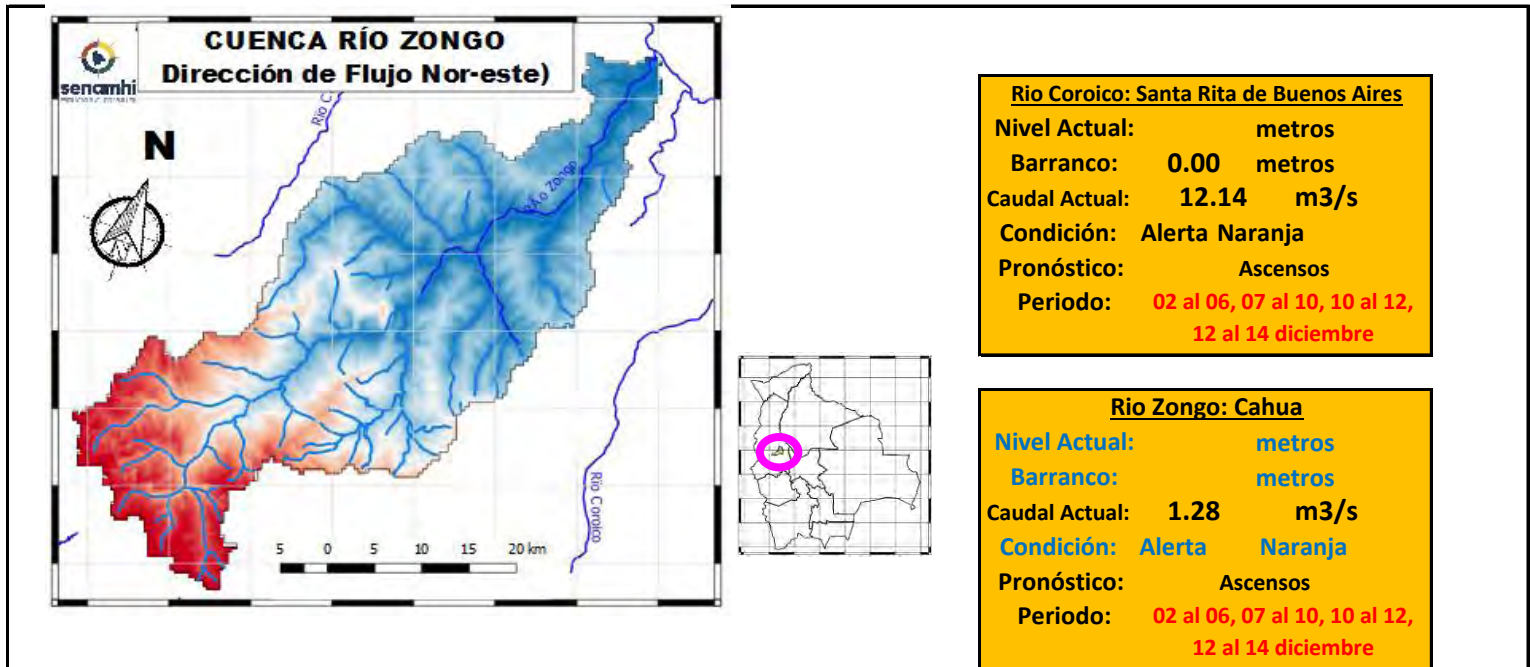 CUENCA RÍO ZONGO
Dirección de Flujo Nor-este)
senamhi
N
Río C
Río Zongo
Río Coroico
5 0 5 10 15 20 km
Rio Coroico: Santa Rita de Buenos Aires
Nivel Actual: metros
Barranco: 0.00 metros
Caudal Actual: 12.14 m3/s
Condición: Alerta Naranja
Pronóstico: Ascensos
Periodo: 02 al 06, 07 al 10, 10 al 12,
12 al 14 diciembre
Rio Zongo: Cahua
Nivel Actual: metros
Barranco: metros
Caudal Actual: 1.28 m3/s
Condición: Alerta Naranja
Pronóstico: Ascensos
Periodo: 02 al 06, 07 al 10, 10 al 12,
12 al 14 diciembre